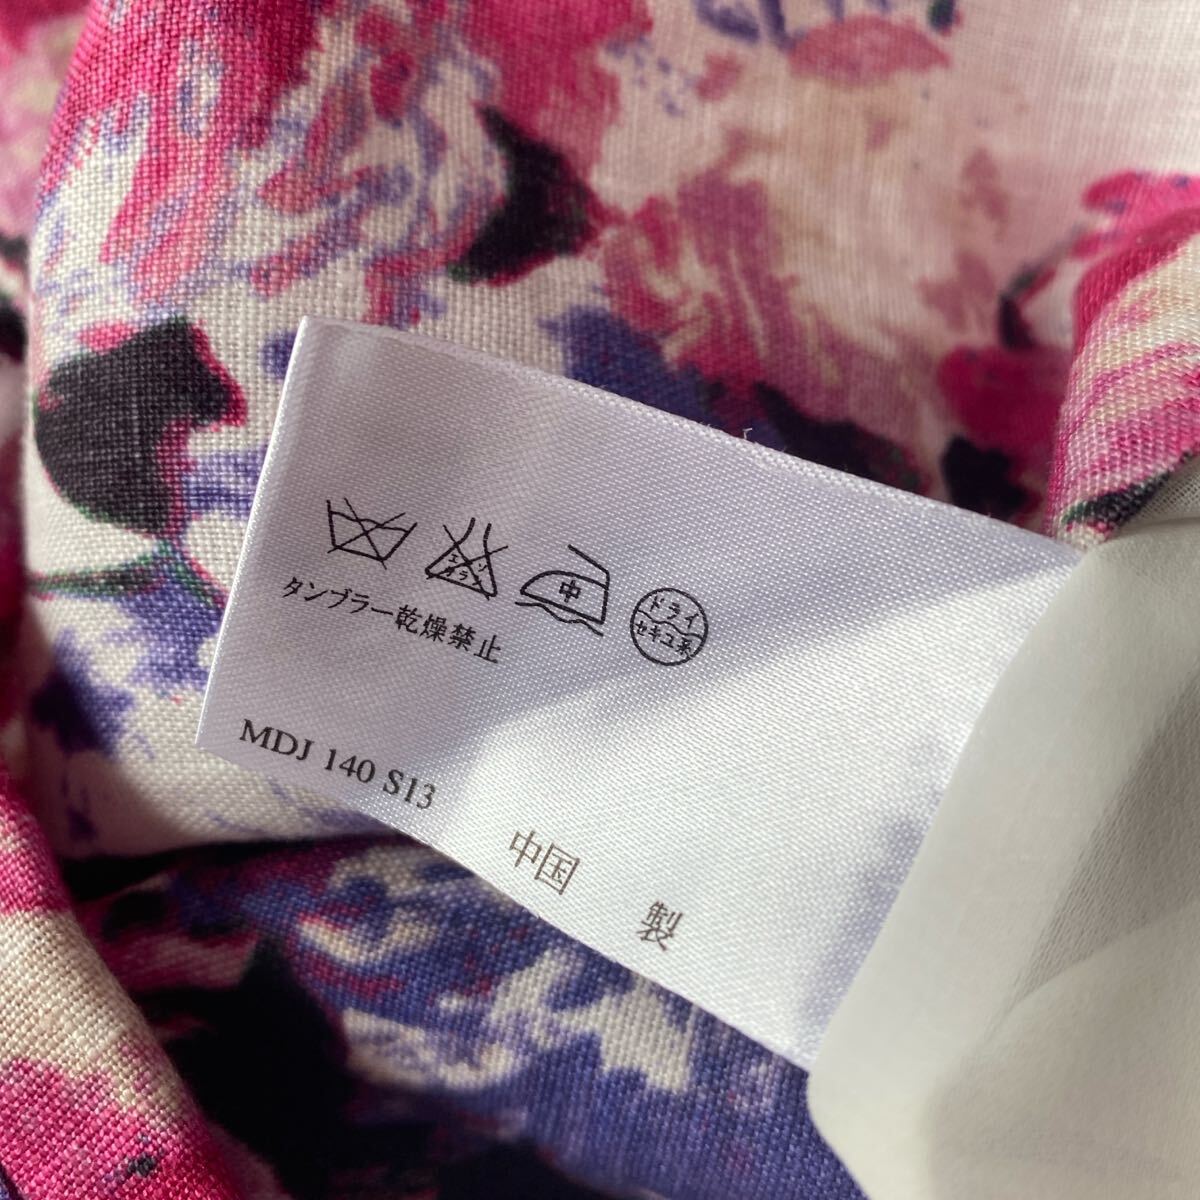 エンソ
サラシ
中
ドライ
セキユ系
タンブラー乾燥禁止
MDJ 140 S13
中国 製